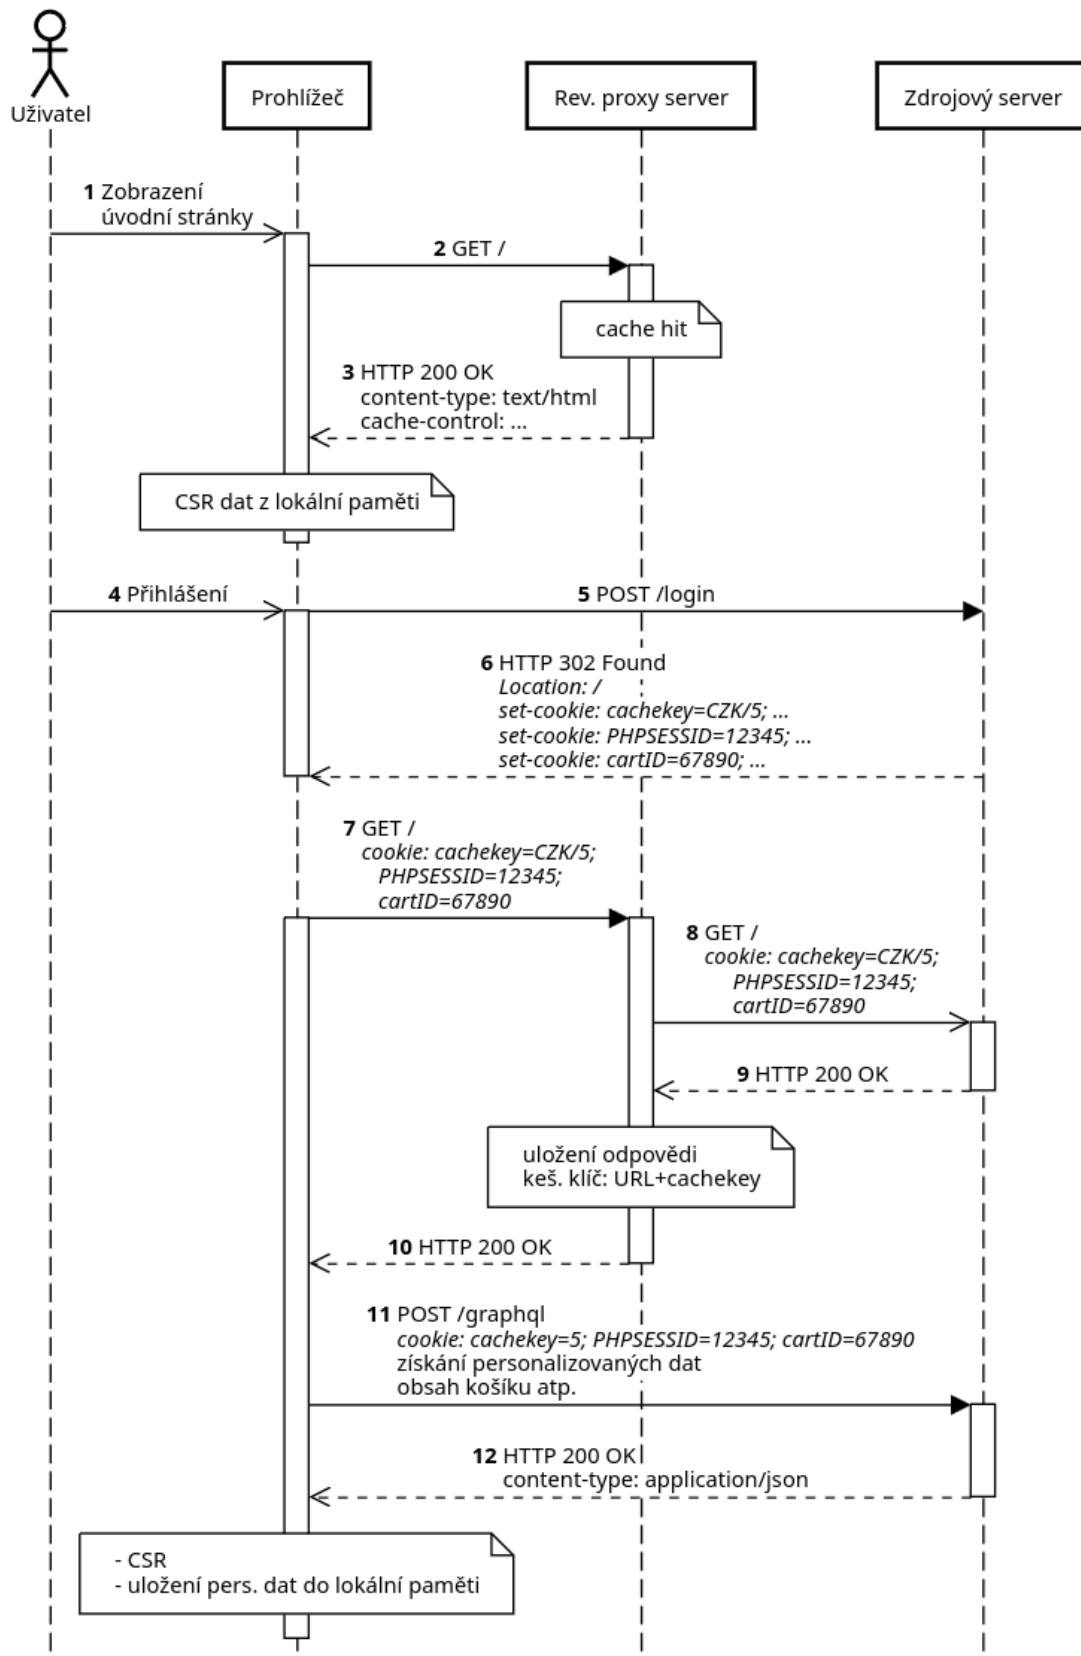 Uživatel
Prohlížeč
Rev. proxy server
Zdrojový server
1 Zobrazení
úvodní stránky
2 GET /
cache hit
3 HTTP 200 OK
content-type: text/html
cache-control: ...
CSR dat z lokální paměti
4 Přihlášení
5 POST /login
6 HTTP 302 Found
Location: /
set-cookie: cachekey=CZK/5; ...
set-cookie: PHPSESSID=12345; ...
set-cookie: cartID=67890; ...
7 GET /
cookie: cachekey=CZK/5;
PHPSESSID=12345;
cartID=67890
8 GET /
cookie: cachekey=CZK/5;
PHPSESSID=12345;
cartID=67890
9 HTTP 200 OK
uložení odpovědi
keš. klíč: URL+cachekey
10 HTTP 200 OK
11 POST /graphql
cookie: cachekey=5; PHPSESSID=12345; cartID=67890
získání personalizovaných dat
obsah košíku atp.
12 HTTP 200 OK
content-type: application/json
- CSR
- uložení pers. dat do lokální paměti